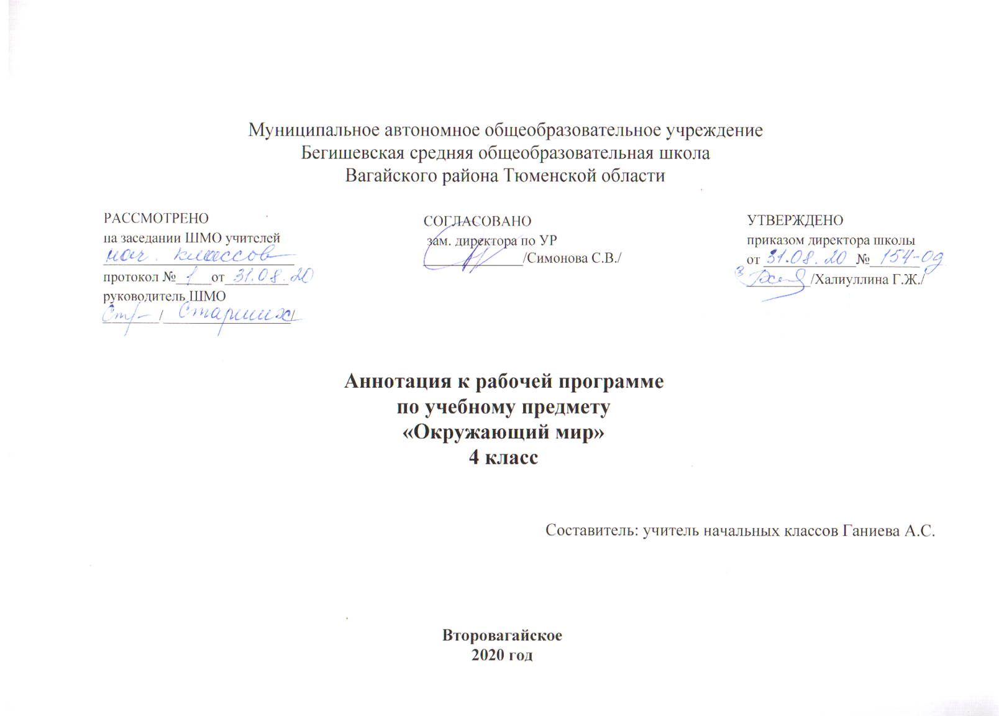 Муниципальное автономное общеобразовательное учреждение
Бегишевская средняя общеобразовательная школа
Вагайского района Тюменской области
РАССМОТРЕНО
на заседании ШМО учителей
нач. классов
протокол № 1 от 31.08.20
руководитель ШМО
Стр- / Старших/
СОГЛАСОВАНО
зам. директора по УР
/Симонова С.В./
УТВЕРЖДЕНО
приказом директора школы
от 31.08.20 № 154-од
/Халиуллина Г.Ж./
Аннотация к рабочей программе
по учебному предмету
«Окружающий мир»
4 класс
Составитель: учитель начальных классов Ганиева А.С.
Второвагайское
2020 год